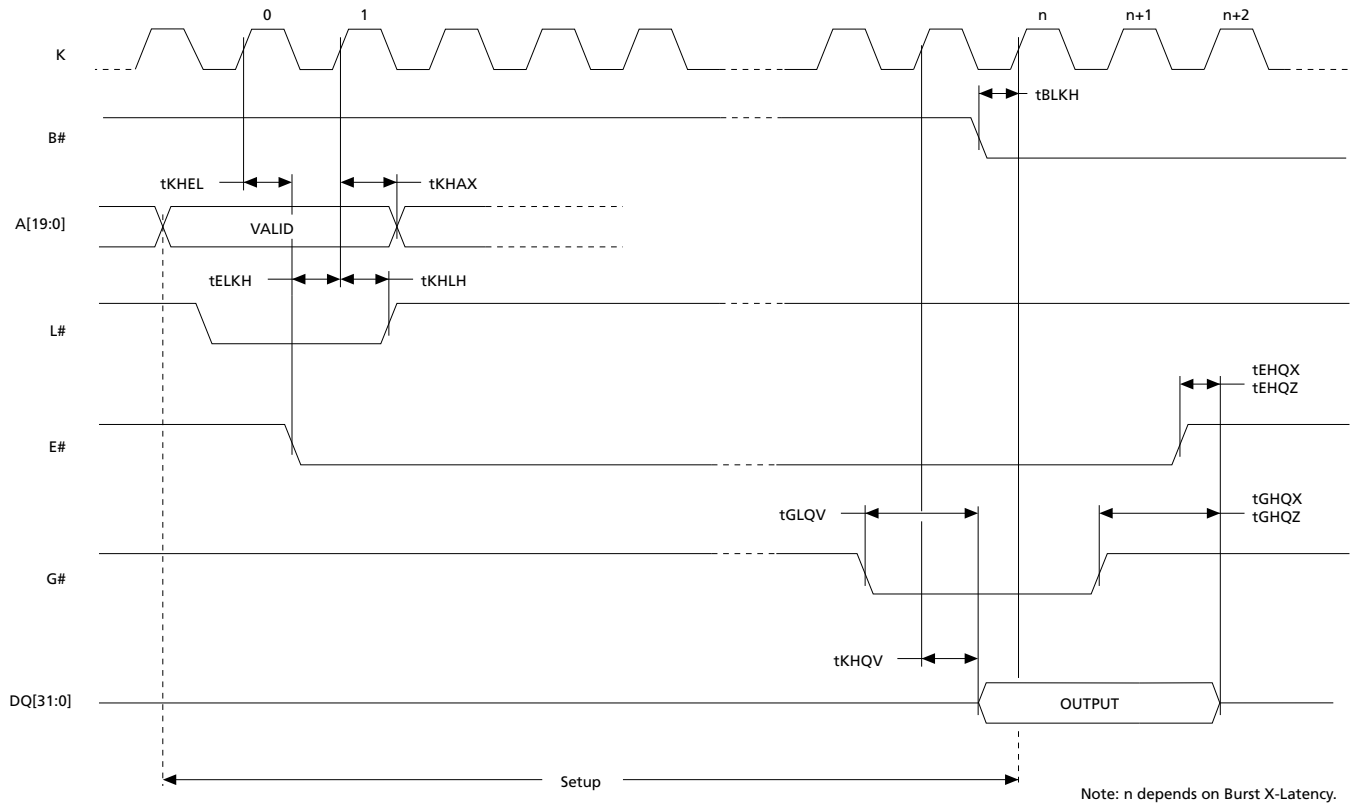 0 1 n n+1 n+2
K
tBLKH
B#
tKHEL tKHAX
A[19:0] VALID
tELKH tKHLH
L#
tEHQX
tEHQZ
E#
tGLQV tGHQX
tGHQZ
G#
tKHQV
DQ[31:0] OUTPUT
Setup
Note: n depends on Burst X-Latency.